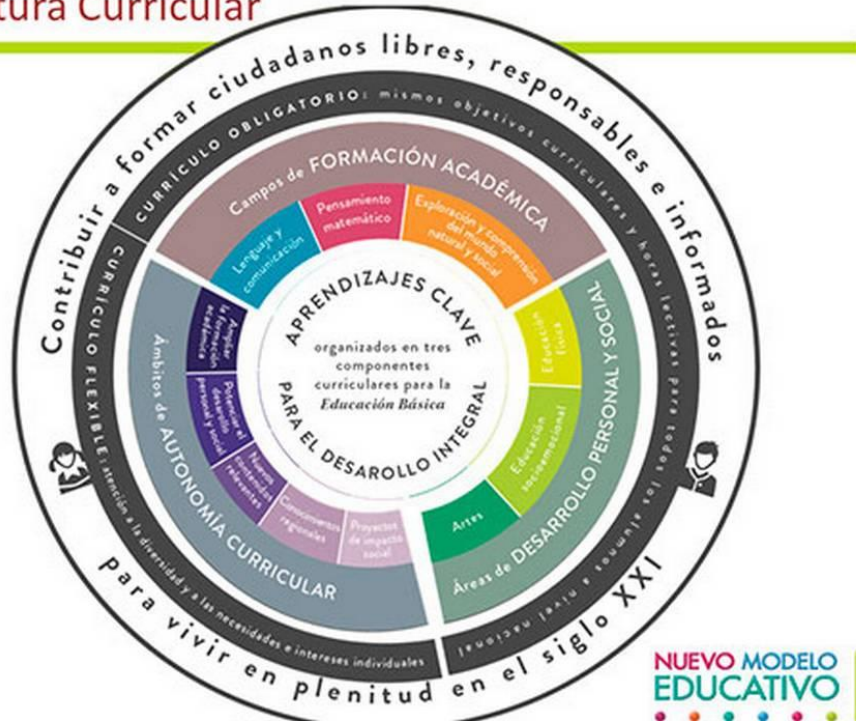 tura Curricular
Contribuir a formar ciudadanos libres, responsables e informados
para vivir en plenitud en el siglo XXI
CURRÍCULO OBLIGATORIO: mismos objetivos curriculares y horas lectivas para todos los alumnos a nivel nacional
CURRÍCULO FLEXIBLE: atención a la diversidad y a las necesidades e intereses individuales
Campos de FORMACIÓN ACADÉMICA
Lenguaje y
comunicación
Pensamiento
matemático
Exploración y comprensión
del mundo
natural y social
Áreas de DESARROLLO PERSONAL Y SOCIAL
Educación
Física
Educación
socioemocional
Artes
Ámbitos de AUTONOMÍA CURRICULAR
Ampliar
la formación
académica
Potenciar el
desarrollo
personal y social
Nuevos
contenidos
relevantes
Conocimientos
regionales
Proyectos
de impacto
social
APRENDIZAJES CLAVE
organizados en tres
componentes
curriculares para la
Educación Básica
PARA EL DESAROLLO INTEGRAL
NUEVO MODELO
EDUCATIVO